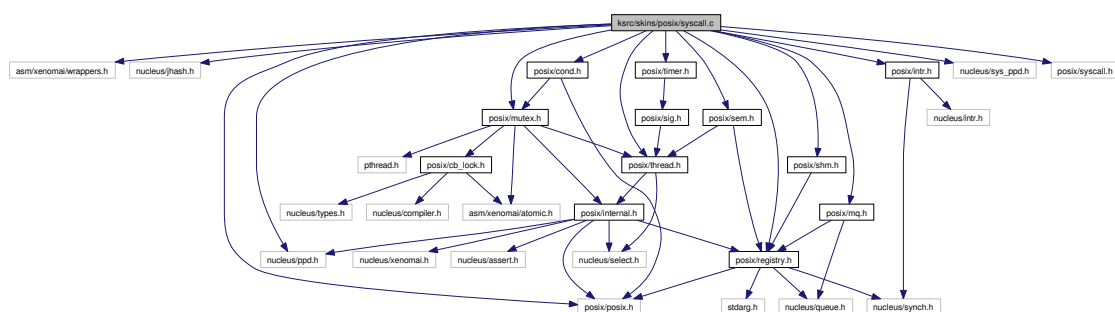 ksrc/skins/posix/syscall.c
asm/xenomai/wrappers.h
nucleus/jhash.h
posix/cond.h
posix/timer.h
posix/intr.h
nucleus/sys_ppd.h
posix/syscall.h
posix/mutex.h
posix/sig.h
posix/sem.h
nucleus/intr.h
pthread.h
posix/cb_lock.h
posix/thread.h
posix/shm.h
nucleus/types.h
nucleus/compiler.h
asm/xenomai/atomic.h
posix/internal.h
posix/mq.h
nucleus/ppd.h
nucleus/xenomai.h
nucleus/assert.h
nucleus/select.h
posix/registry.h
posix/posix.h
stdarg.h
nucleus/queue.h
nucleus/synch.h